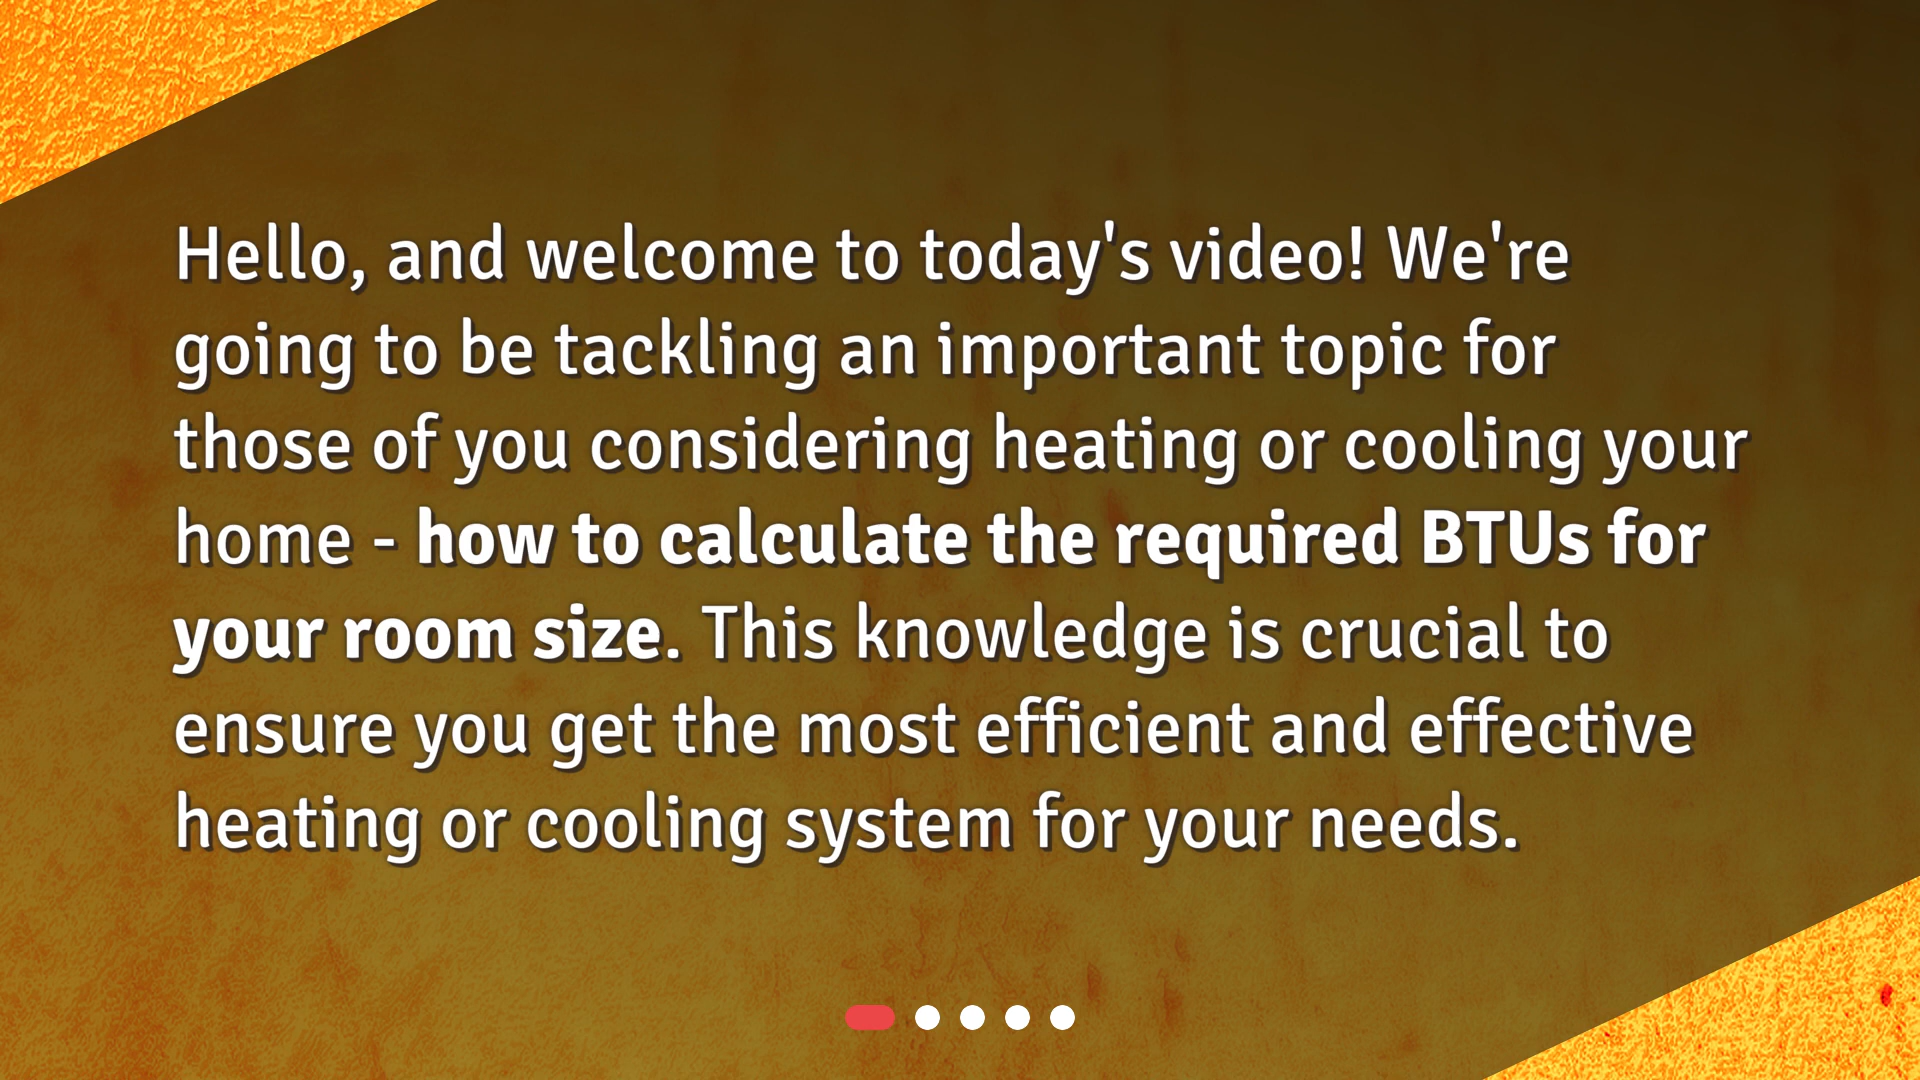 Hello, and welcome to today's video! We're
going to be tackling an important topic for
those of you considering heating or cooling your
home - how to calculate the required BTUs for
your room size. This knowledge is crucial to
ensure you get the most efficient and effective
heating or cooling system for your needs.